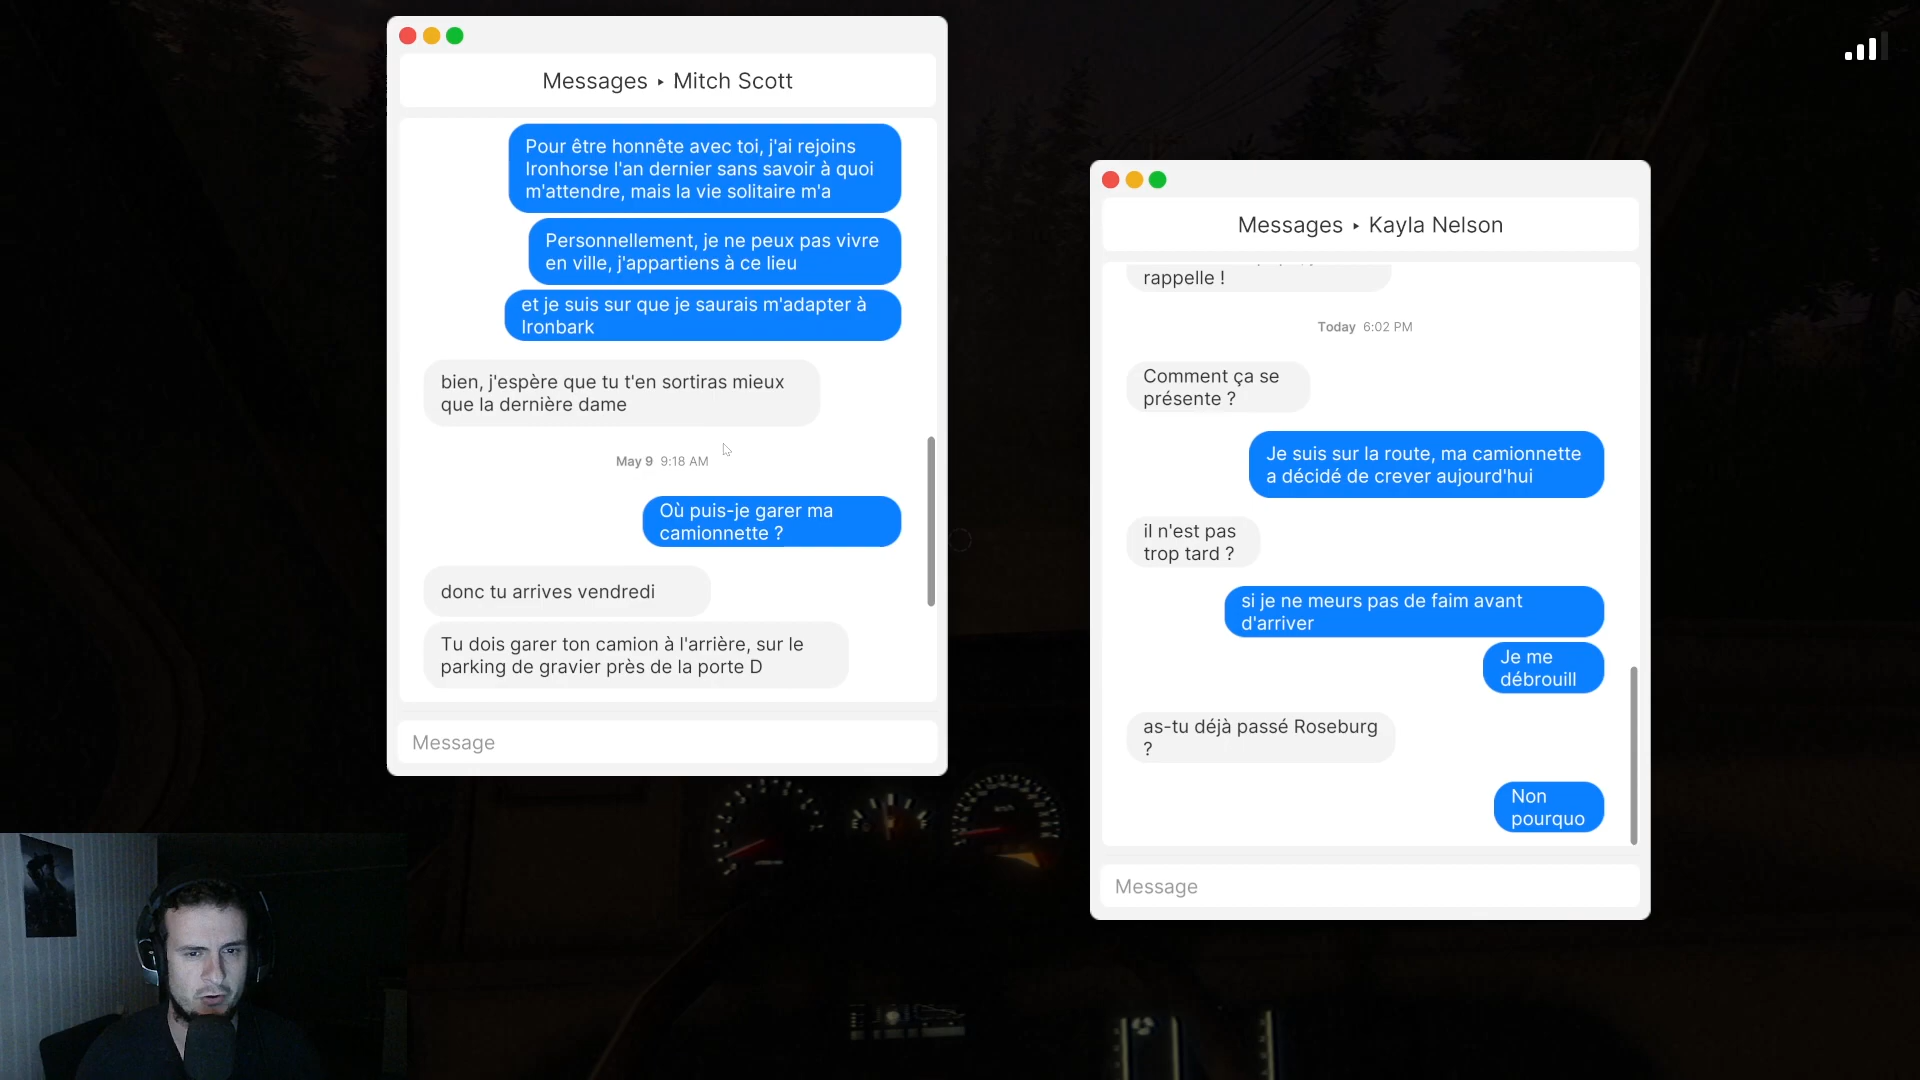 Messages ‣ Mitch Scott
Pour être honnête avec toi, j'ai rejoins
Ironhorse l'an dernier sans savoir à quoi
m'attendre, mais la vie solitaire m'a
Personnellement, je ne peux pas vivre
en ville, j'appartiens à ce lieu
et je suis sur que je saurais m'adapter à
Ironbark
bien, j'espère que tu t'en sortiras mieux
que la dernière dame
May 9 9:18 AM
Où puis-je garer ma
camionnette ?
donc tu arrives vendredi
Tu dois garer ton camion à l'arrière, sur le
parking de gravier près de la porte D
Message
Messages ‣ Kayla Nelson
rappelle !
Today 6:02 PM
Comment ça se
présente ?
Je suis sur la route, ma camionnette
a décidé de crever aujourd'hui
il n'est pas
trop tard ?
si je ne meurs pas de faim avant
d'arriver
Je me
débrouill
as-tu déjà passé Roseburg
?
Non
pourquo
Message